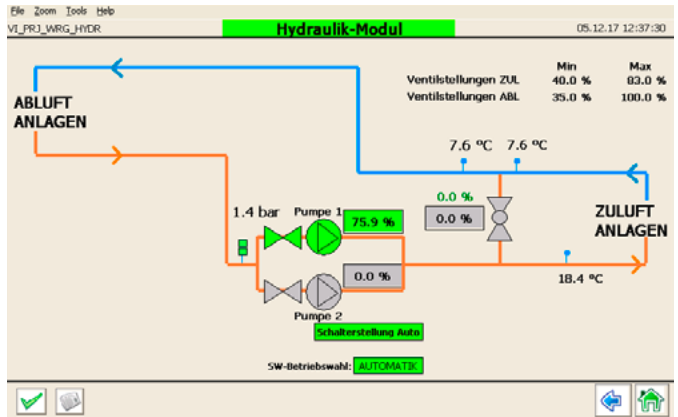 File Zoom Tools Help
VI_PRJ_WRG_HYDR Hydraulik-Modul 05.12.17 12:37:30
Min Max
Ventilstellungen ZUL 40.0 % 83.0 %
Ventilstellungen ABL 35.0 % 100.0 %
ABLUFT
ANLAGEN
7.6 ºC 7.6 ºC
0.0 %
1.4 bar Pumpe 1 75.9 % 0.0 % ZULUFT
ANLAGEN
0.0 % 18.4 ºC
Pumpe 2
Schalterstellung Auto
SW-Betriebswahl: AUTOMATIK